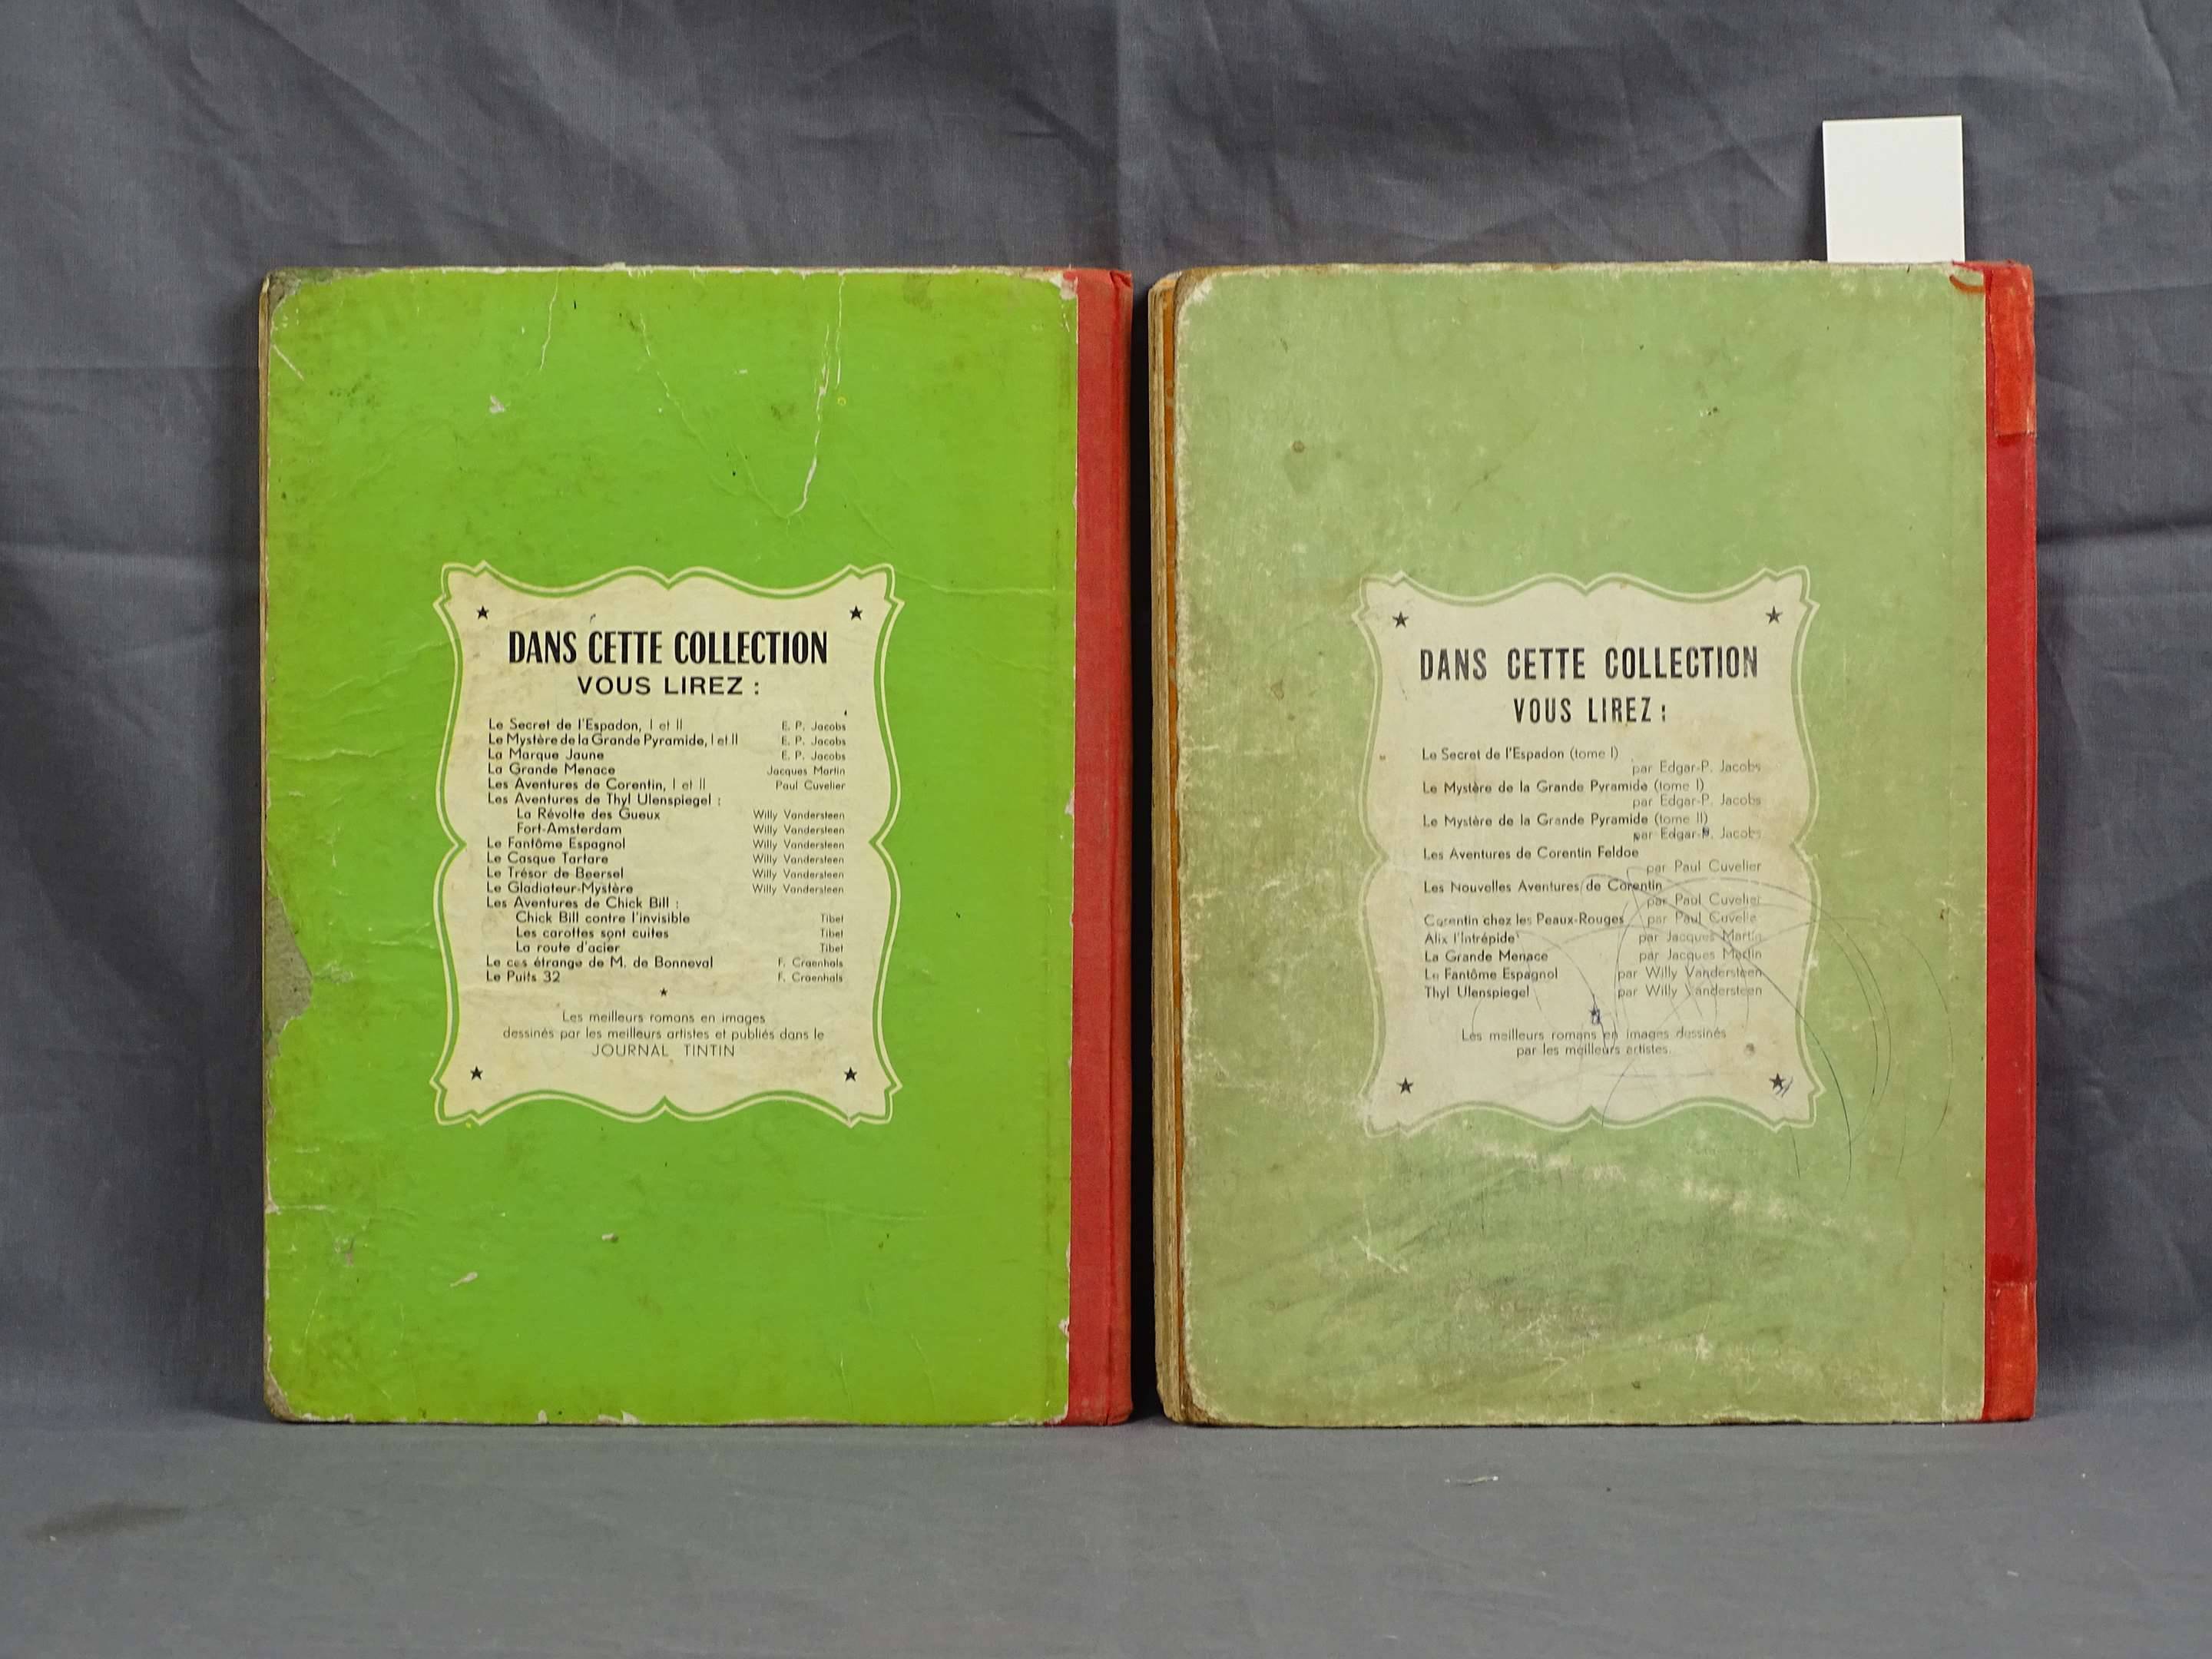 DANS CETTE COLLECTION
VOUS LIREZ :
Le Secret de l'Espadon, I et II E. P. Jacobs
Le Mystère de la Grande Pyramide, I et II E. P. Jacobs
La Marque Jaune E. P. Jacobs
La Grande Menace Jacques Martin
Les Aventures de Corentin, I et II Paul Cuvelier
Les Aventures de Thyl Ulenspiegel :
La Révolte des Gueux Willy Vandersteen
Fort-Amsterdam Willy Vandersteen
Le Fantôme Espagnol Willy Vandersteen
Le Casque Tartare Willy Vandersteen
Le Trésor de Beersel Willy Vandersteen
Le Gladiateur-Mystère Willy Vandersteen
Les Aventures de Chick Bill :
Chick Bill contre l'invisible Tibet
Les carottes sont cuites Tibet
La route d'acier Tibet
Le cas étrange de M. de Bonneval F. Craenhals
Le Puits 32 F. Craenhals
Les meilleurs romans en images
dessinés par les meilleurs artistes et publiés dans le
JOURNAL TINTIN
DANS CETTE COLLECTION
VOUS LIREZ :
Le Secret de l'Espadon (tome I)
par Edgar-P. Jacobs
Le Mystère de la Grande Pyramide (tome I)
par Edgar-P. Jacobs
Le Mystère de la Grande Pyramide (tome II)
par Edgar-P. Jacobs
Les Aventures de Corentin Feldoe
par Paul Cuvelier
Les Nouvelles Aventures de Corentin
par Paul Cuvelier
Corentin chez les Peaux-Rouges par Paul Cuvelier
Alix l'Intrépide par Jacques Martin
La Grande Menace par Jacques Martin
Le Fantôme Espagnol par Willy Vandersteen
Thyl Ulenspiegel par Willy Vandersteen
Les meilleurs romans en images dessinés
par les meilleurs artistes.